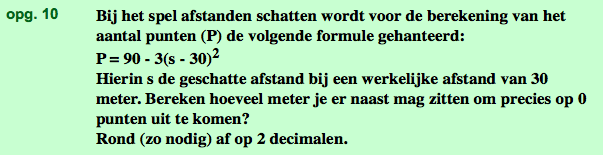 opg. 10 Bij het spel afstanden schatten wordt voor de berekening van het
aantal punten (P) de volgende formule gehanteerd:
P = 90 - 3(s - 30)²
Hierin s de geschatte afstand bij een werkelijke afstand van 30
meter. Bereken hoeveel meter je er naast mag zitten om precies op 0
punten uit te komen?
Rond (zo nodig) af op 2 decimalen.